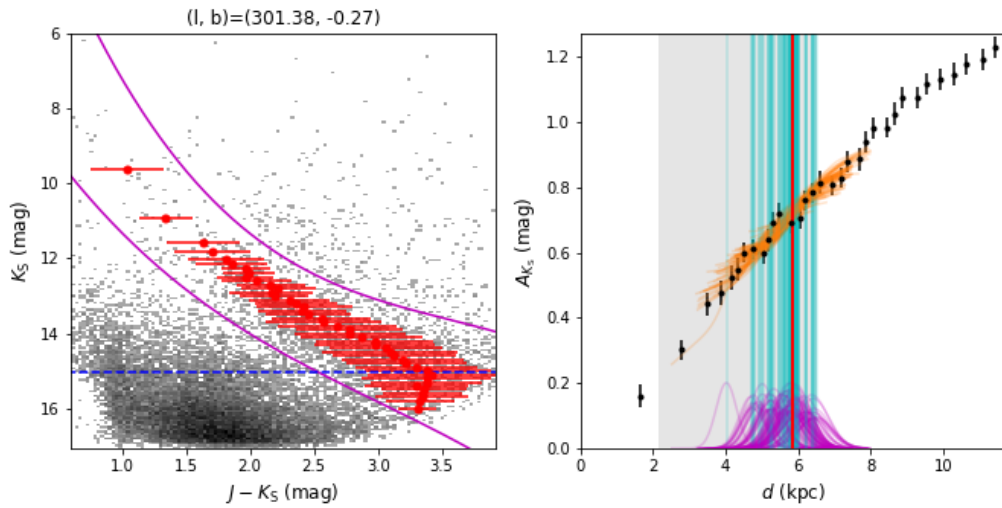 (l, b)=(301.38, -0.27)
6
8
10
12
14
16
K_S (mag)
1.0 1.5 2.0 2.5 3.0 3.5
J − K_S (mag)
1.2
1.0
0.8
0.6
0.4
0.2
0.0
A_{K_S} (mag)
0 2 4 6 8 10
d (kpc)